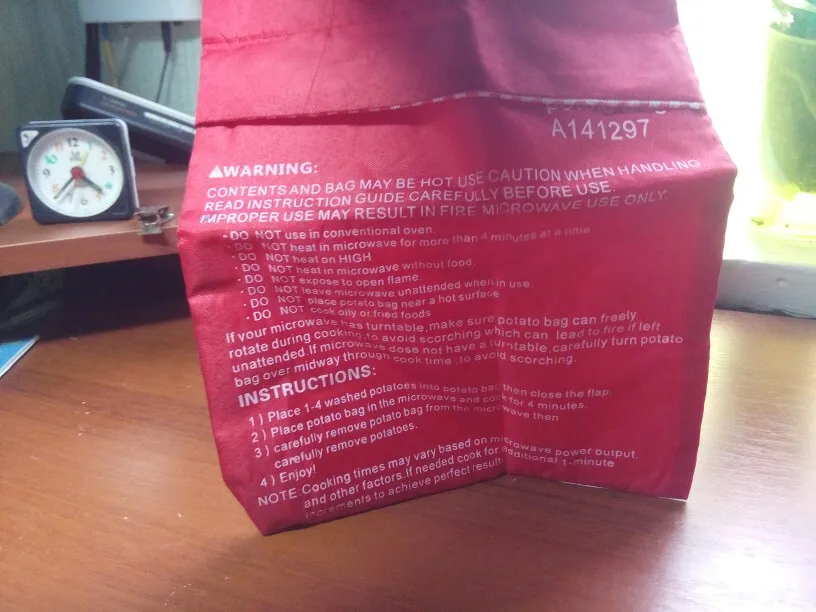 A141297
WARNING:
CONTENTS AND BAG MAY BE HOT USE CAUTION WHEN HANDLING
READ INSTRUCTION GUIDE CAREFULLY BEFORE USE.
IMPROPER USE MAY RESULT IN FIRE MICROWAVE USE ONLY
- DO NOT use in conventional oven.
- DO NOT heat in microwave for more than 4 minutes at a time
- DO NOT heat on HIGH
- DO NOT heat in microwave without food.
- DO NOT expose to open flame.
- DO NOT leave microwave unattended when in use.
- DO NOT place potato bag near a hot surface
- DO NOT cook oily or fried foods
If your microwave has turntable, make sure potato bag can freely
rotate during cooking, to avoid scorching which can lead to fire if left
unattended. If microwave dose not have a turntable, carefully turn potato
bag over midway through cook time, to avoid scorching.
INSTRUCTIONS:
1) Place 1-4 washed potatoes into potato bag then close the flap.
2) Place potato bag in the microwave and cook for 4 minutes.
3) carefully remove potato bag from the microwave then
carefully remove potatoes.
4) Enjoy!
NOTE: Cooking times may vary based on microwave power output,
and other factors. If needed cook for additional 1-minute
increments to achieve perfect result